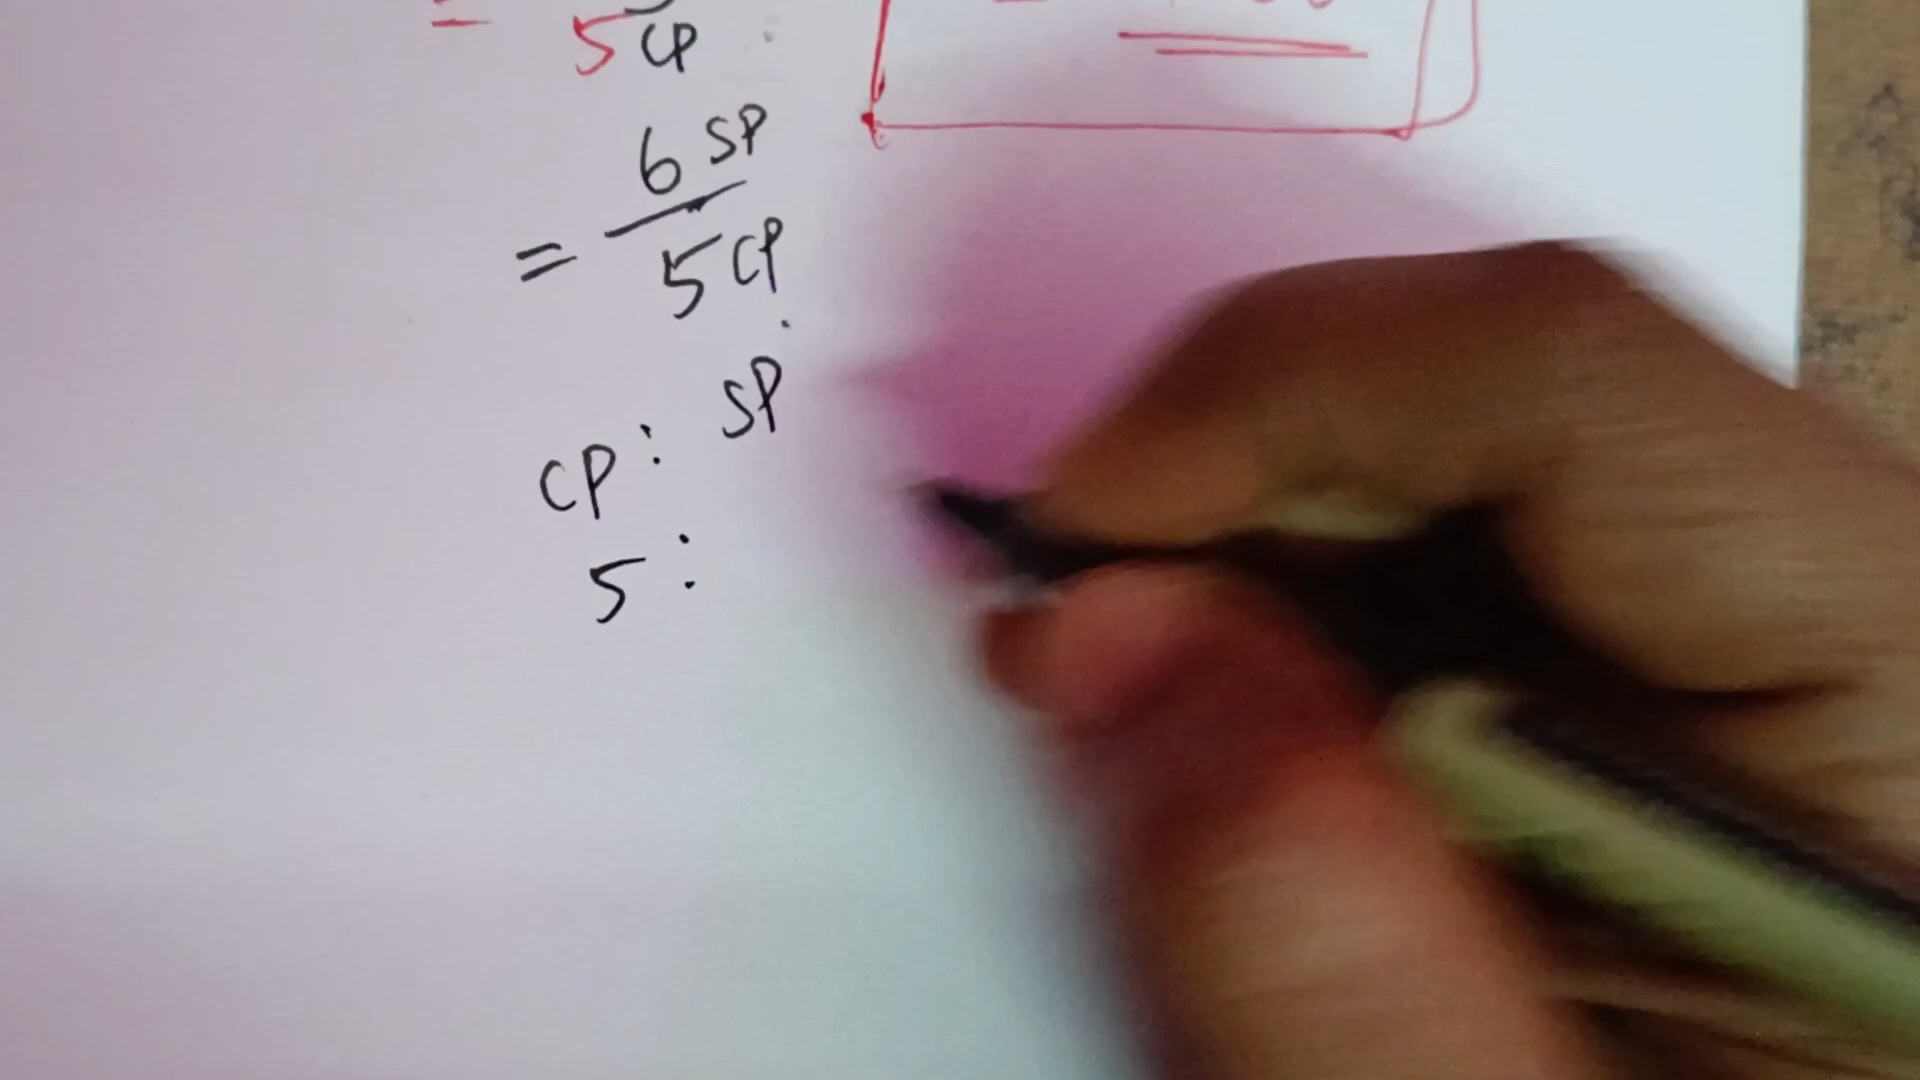 =
5 CP
6 SP
=
5 CP
CP : SP
5 :